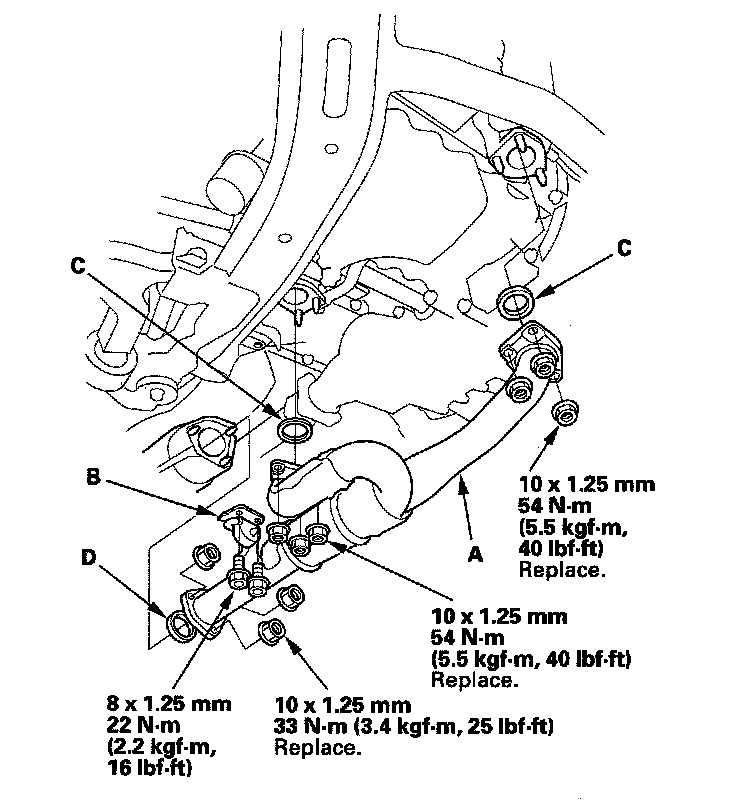 C
C
C
10 x 1.25 mm
54 N·m
(5.5 kgf·m,
40 lbf·ft)
Replace.
B
A
D
10 x 1.25 mm
54 N·m
(5.5 kgf·m, 40 lbf·ft)
Replace.
8 x 1.25 mm
22 N·m
(2.2 kgf·m,
16 lbf·ft)
10 x 1.25 mm
33 N·m (3.4 kgf·m, 25 lbf·ft)
Replace.